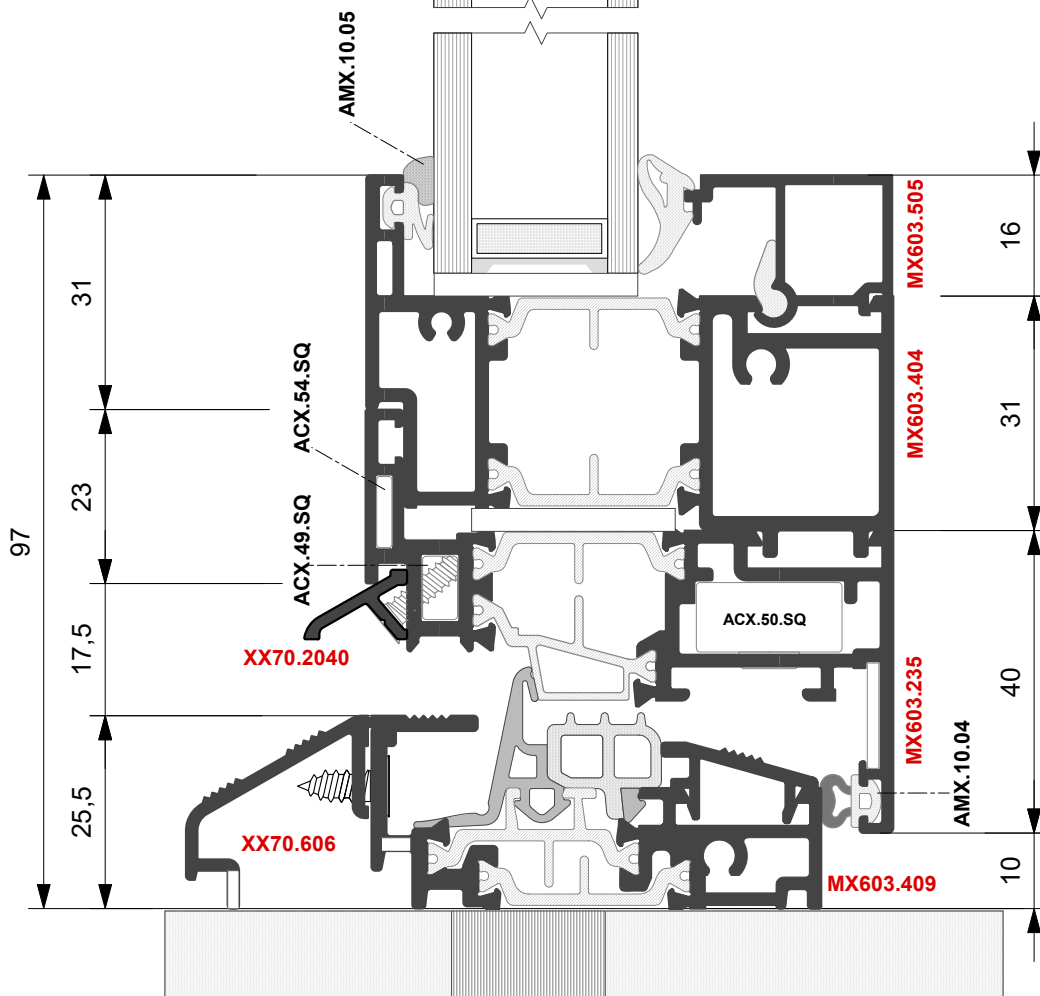 AMX.10.05
97
31
23
17,5
25,5
ACX.54.SQ
ACX.49.SQ
XX70.2040
XX70.606
ACX.50.SQ
MX603.505
MX603.404
MX603.235
AMX.10.04
MX603.409
16
31
40
10